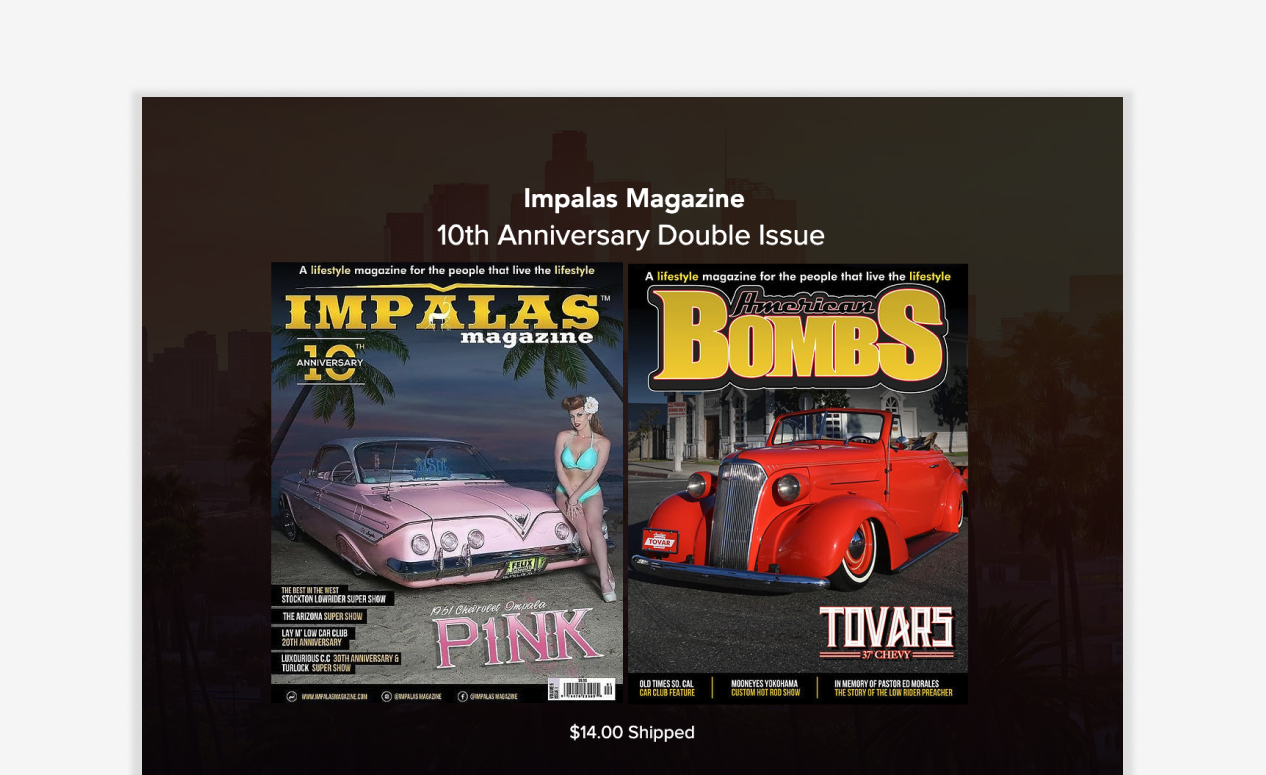 Impalas Magazine
10th Anniversary Double Issue
A lifestyle magazine for the people that live the lifestyle
IMPALAS™
magazine
10TH
ANNIVERSARY
THE BEST IN THE WEST
STOCKTON LOWRIDER SUPER SHOW
THE ARIZONA SUPER SHOW
LAY M' LOW CAR CLUB
20TH ANNIVERSARY
LUXOURIOUS C.C 30TH ANNIVERSARY &
TURLOCK SUPER SHOW
FELIX
1961 Chevrolet Impala
P1NK
WWW.IMPALASMAGAZINE.COM @IMPALAS MAGAZINE @IMPALAS MAGAZINE
A lifestyle magazine for the people that live the lifestyle
American
BOMBS
TOVAR
TOVARS
37' CHEVY
OLD TIMES SO. CAL
CAR CLUB FEATURE
MOONEYES YOKOHAMA
CUSTOM HOT ROD SHOW
IN MEMORY OF PASTOR ED MORALES
THE STORY OF THE LOW RIDER PREACHER
$14.00 Shipped